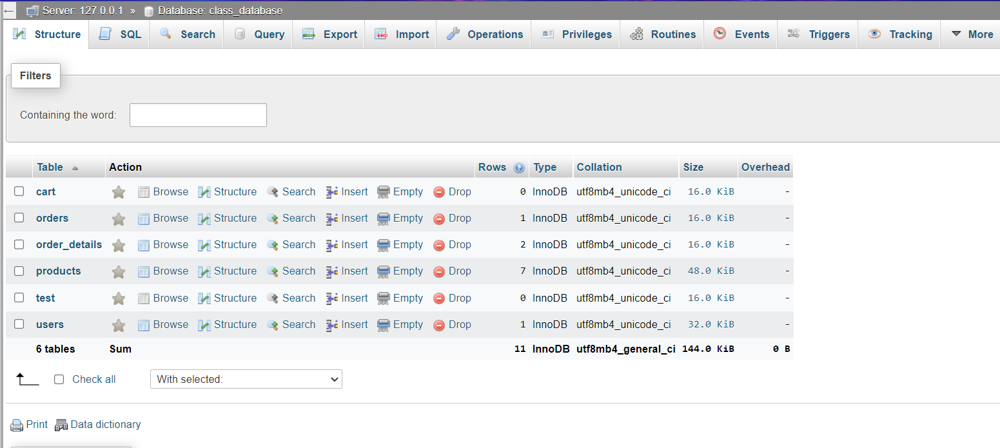 Server: 127.0.0.1 » Database: class_database
Structure SQL Search Query Export Import Operations Privileges Routines Events Triggers Tracking More
Filters
Containing the word:
Table Action Rows Type Collation Size Overhead
cart Browse Structure Search Insert Empty Drop 0 InnoDB utf8mb4_unicode_ci 16.0 KiB -
orders Browse Structure Search Insert Empty Drop 1 InnoDB utf8mb4_unicode_ci 16.0 KiB -
order_details Browse Structure Search Insert Empty Drop 2 InnoDB utf8mb4_unicode_ci 16.0 KiB -
products Browse Structure Search Insert Empty Drop 7 InnoDB utf8mb4_unicode_ci 48.0 KiB -
test Browse Structure Search Insert Empty Drop 0 InnoDB utf8mb4_unicode_ci 16.0 KiB -
users Browse Structure Search Insert Empty Drop 1 InnoDB utf8mb4_unicode_ci 32.0 KiB -
6 tables Sum 11 InnoDB utf8mb4_general_ci 144.0 KiB 0 B
Check all With selected:
Print Data dictionary